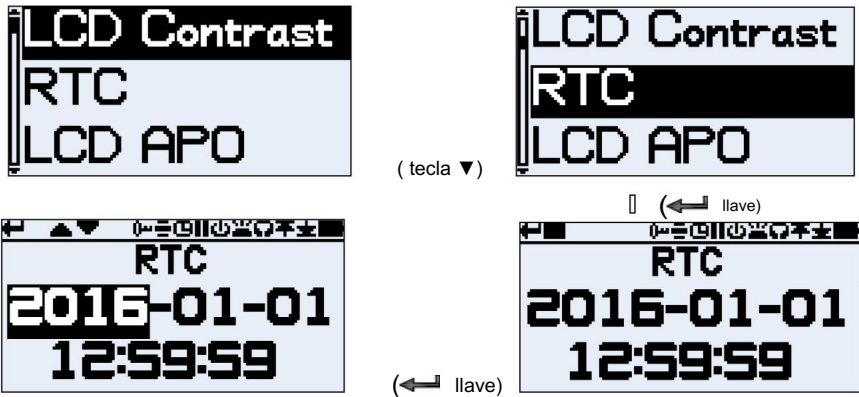 LCD Contrast
RTC
LCD APO
( tecla ▼)
LCD Contrast
RTC
LCD APO
( llave)
RTC
2016-01-01
12:59:59
( llave)
RTC
2016-01-01
12:59:59